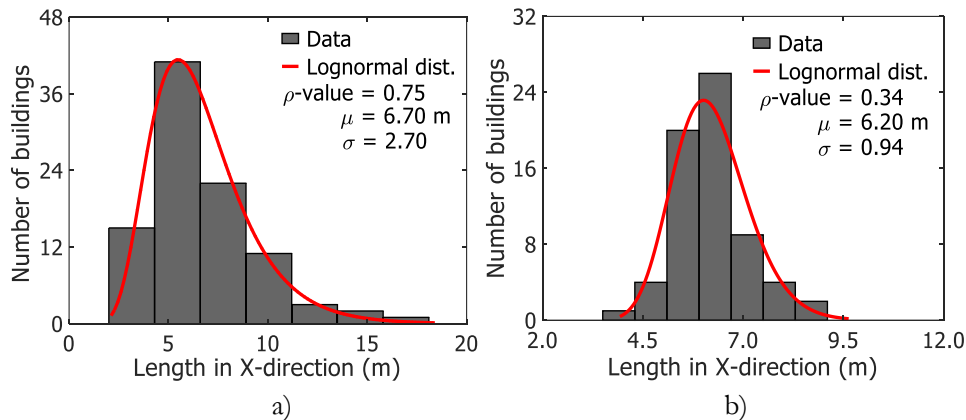 48
36
24
12
0
Number of buildings
Data
Lognormal dist.
ρ-value = 0.75
μ = 6.70 m
σ = 2.70
0 5 10 15 20
Length in X-direction (m)
a)
32
24
16
8
0
Number of buildings
Data
Lognormal dist.
ρ-value = 0.34
μ = 6.20 m
σ = 0.94
2.0 4.5 7.0 9.5 12.0
Length in X-direction (m)
b)